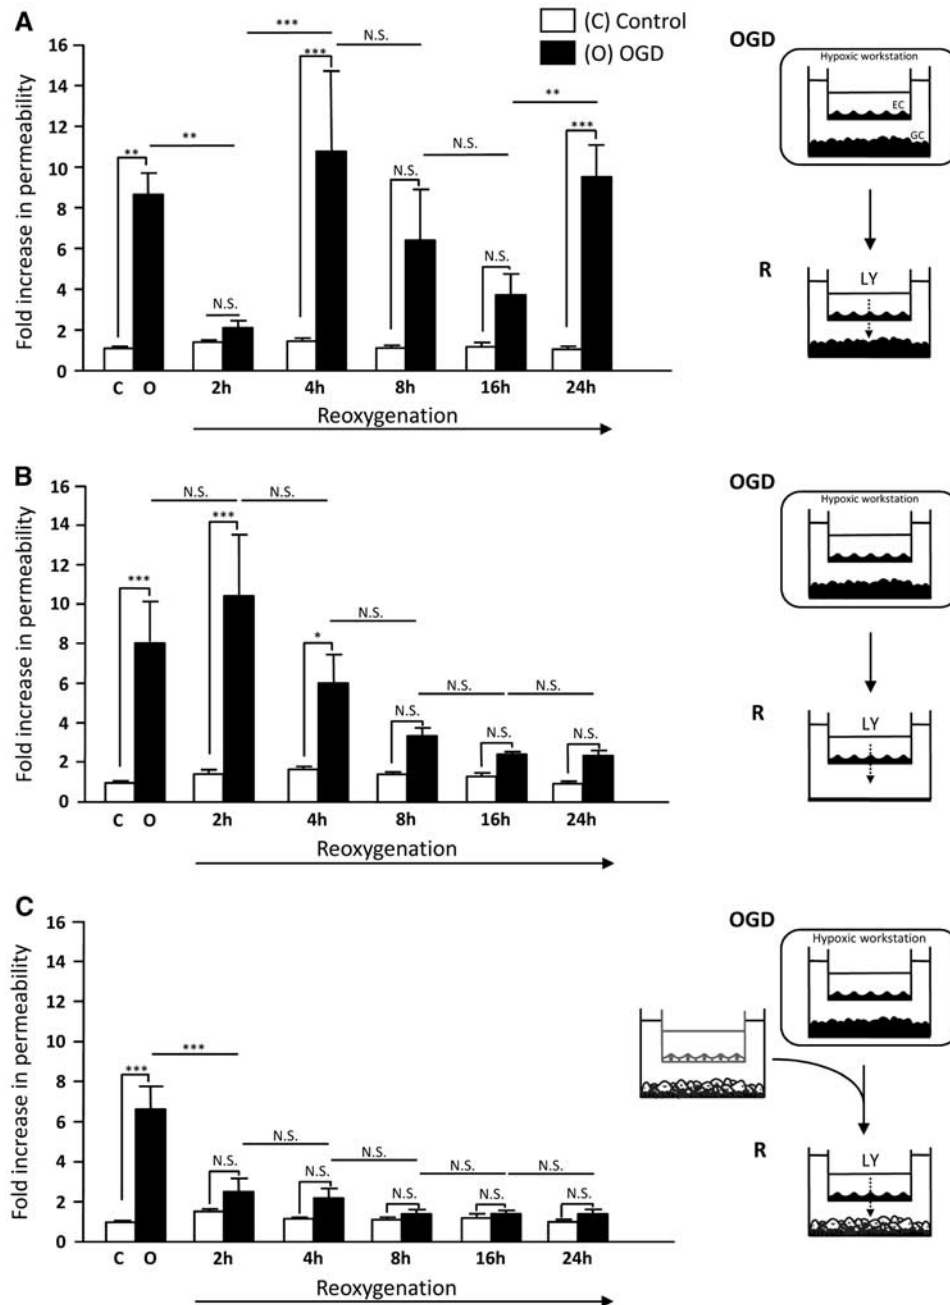 A
(C) Control
(O) OGD
Fold increase in permeability
16
14
12
10
8
6
4
2
0
**
**
N.S.
***
***
N.S.
N.S.
N.S.
N.S.
**
***
C O 2h 4h 8h 16h 24h
Reoxygenation
OGD
Hypoxic workstation
EC
GC
R
LY
B
Fold increase in permeability
16
14
12
10
8
6
4
2
0
***
N.S.
***
N.S.
*
N.S.
N.S.
N.S.
N.S.
N.S.
N.S.
C O 2h 4h 8h 16h 24h
Reoxygenation
OGD
Hypoxic workstation
R
LY
C
Fold increase in permeability
16
14
12
10
8
6
4
2
0
***
***
N.S.
N.S.
N.S.
N.S.
N.S.
N.S.
N.S.
N.S.
N.S.
C O 2h 4h 8h 16h 24h
Reoxygenation
OGD
Hypoxic workstation
R
LY